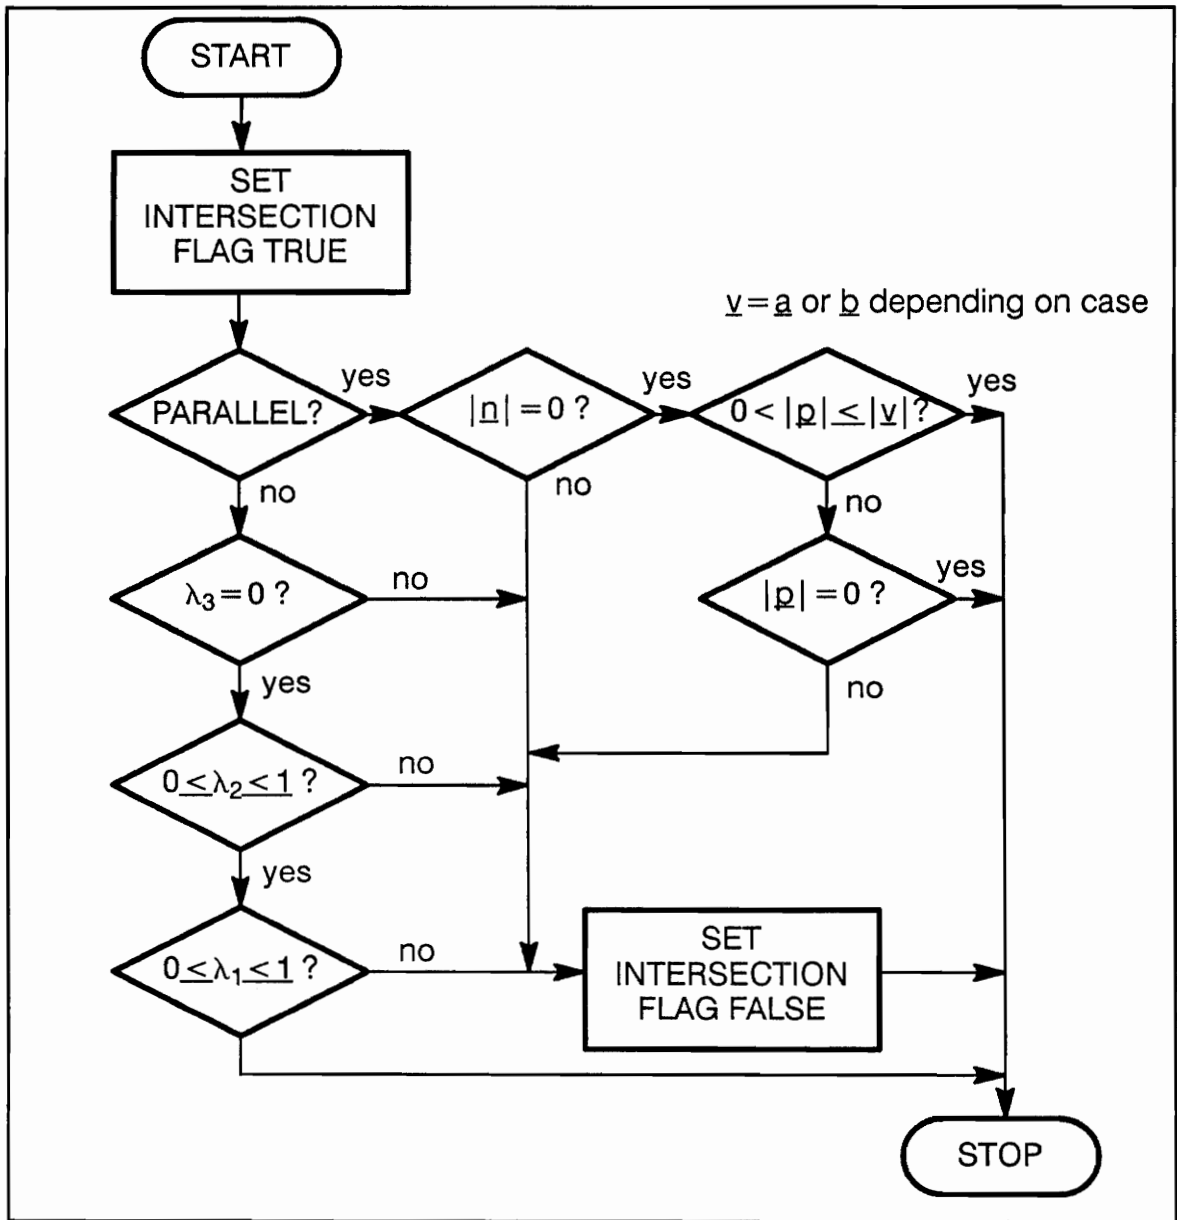 START
SET
INTERSECTION
FLAG TRUE
v̲ = a̲ or b̲ depending on case
PARALLEL?
yes
|n̲| = 0 ?
yes
0 < |p̲| ≤ |v̲| ?
yes
no
no
no
λ₃ = 0 ?
no
|p̲| = 0 ?
yes
yes
no
0 ≤ λ₂ ≤ 1 ?
no
yes
0 ≤ λ₁ ≤ 1 ?
no
SET
INTERSECTION
FLAG FALSE
STOP